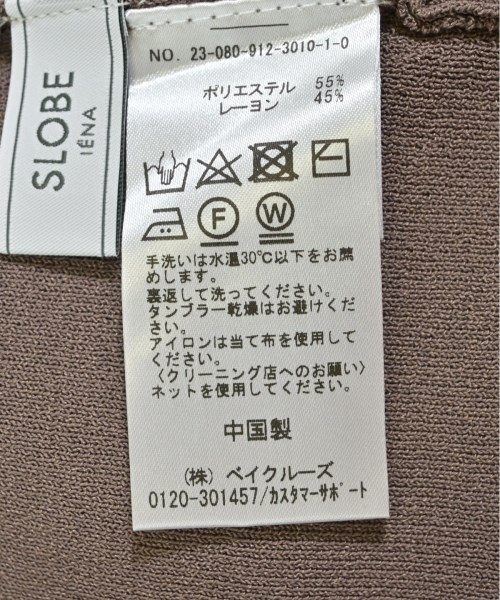 SLOBE
IÉNA
NO. 23-080-912-3010-1-0
ポリエステル 55%
レーヨン 45%
F W
手洗いは水温30℃以下をお薦
めします。
裏返して洗ってください。
タンブラー乾燥はお避けくだ
さい。
アイロンは当て布を使用して
ください。
〈クリーニング店へのお願い〉
ネットを使用してください。
中国製
(株) ベイクルーズ
0120-301457/カスタマーサポート